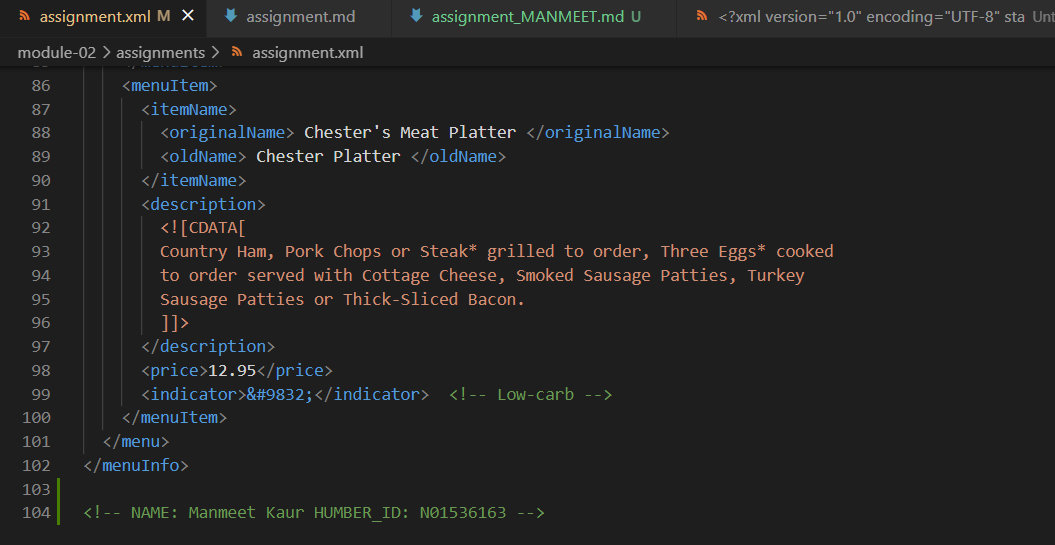 assignment.xml M
assignment.md
assignment_MANMEET.md U
<?xml version="1.0" encoding="UTF-8" sta Unt
module-02 > assignments > assignment.xml
86 <menuItem>
87 <itemName>
88 <originalName> Chester's Meat Platter </originalName>
89 <oldName> Chester Platter </oldName>
90 </itemName>
91 <description>
92 <![CDATA[
93 Country Ham, Pork Chops or Steak* grilled to order, Three Eggs* cooked
94 to order served with Cottage Cheese, Smoked Sausage Patties, Turkey
95 Sausage Patties or Thick-Sliced Bacon.
96 ]]>
97 </description>
98 <price>12.95</price>
99 <indicator>&#9832;</indicator> <!-- Low-carb -->
100 </menuItem>
101 </menu>
102 </menuInfo>
103
104 <!-- NAME: Manmeet Kaur HUMBER_ID: N01536163 -->